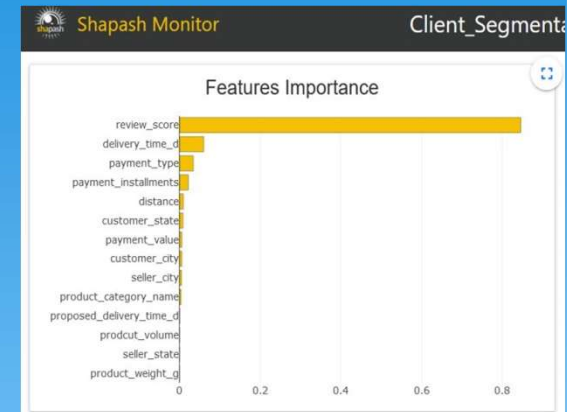 shapash
Shapash Monitor
Client_Segmenta
Features Importance
review_score
delivery_time_d
payment_type
payment_installments
distance
customer_state
payment_value
customer_city
seller_city
product_category_name
proposed_delivery_time_d
prodcut_volume
seller_state
product_weight_g
0 0.2 0.4 0.6 0.8